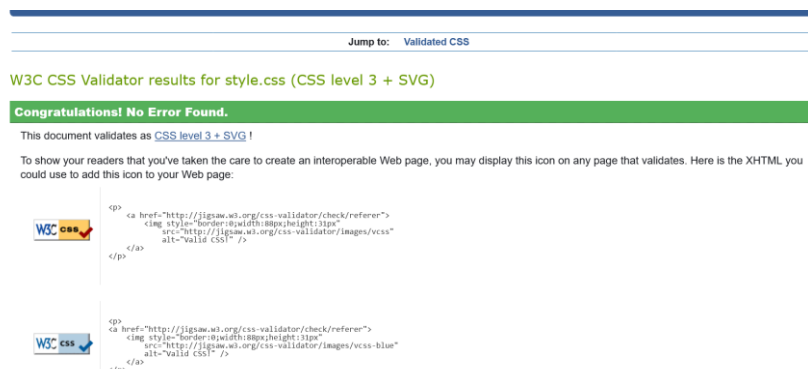 Jump to: Validated CSS
W3C CSS Validator results for style.css (CSS level 3 + SVG)
Congratulations! No Error Found.
This document validates as CSS level 3 + SVG !
To show your readers that you've taken the care to create an interoperable Web page, you may display this icon on any page that validates. Here is the XHTML you
could use to add this icon to your Web page:
<p>
<a href="http://jigsaw.w3.org/css-validator/check/referer">
<img style="border:0;width:88px;height:31px"
W3C css
src="http://jigsaw.w3.org/css-validator/images/vcss"
alt="Valid CSS!" />
</a>
</p>
<p>
<a href="http://jigsaw.w3.org/css-validator/check/referer">
<img style="border:0;width:88px;height:31px"
W3C css
src="http://jigsaw.w3.org/css-validator/images/vcss-blue"
alt="Valid CSS!" />
</a>
</p>